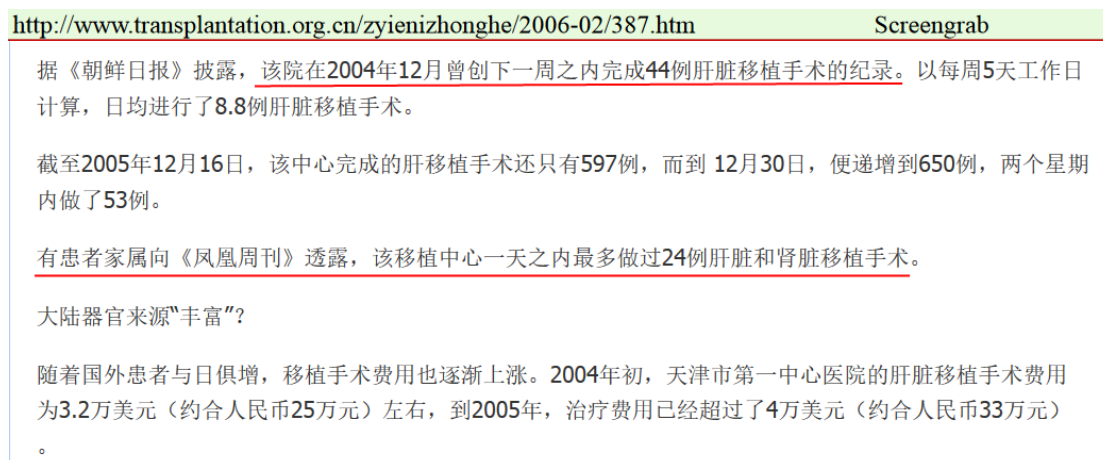 http://www.transplantation.org.cn/zyienizhonghe/2006-02/387.htm Screengrab
据《朝鲜日报》披露，该院在2004年12月曾创下一周之内完成44例肝脏移植手术的纪录。以每周5天工作日
计算，日均进行了8.8例肝脏移植手术。
截至2005年12月16日，该中心完成的肝移植手术还只有597例，而到 12月30日，便递增到650例，两个星期
内做了53例。
有患者家属向《凤凰周刊》透露，该移植中心一天之内最多做过24例肝脏和肾脏移植手术。
大陆器官来源“丰富”？
随着国外患者与日俱增，移植手术费用也逐渐上涨。2004年初，天津市第一中心医院的肝脏移植手术费用
为3.2万美元（约合人民币25万元）左右，到2005年，治疗费用已经超过了4万美元（约合人民币33万元）
。